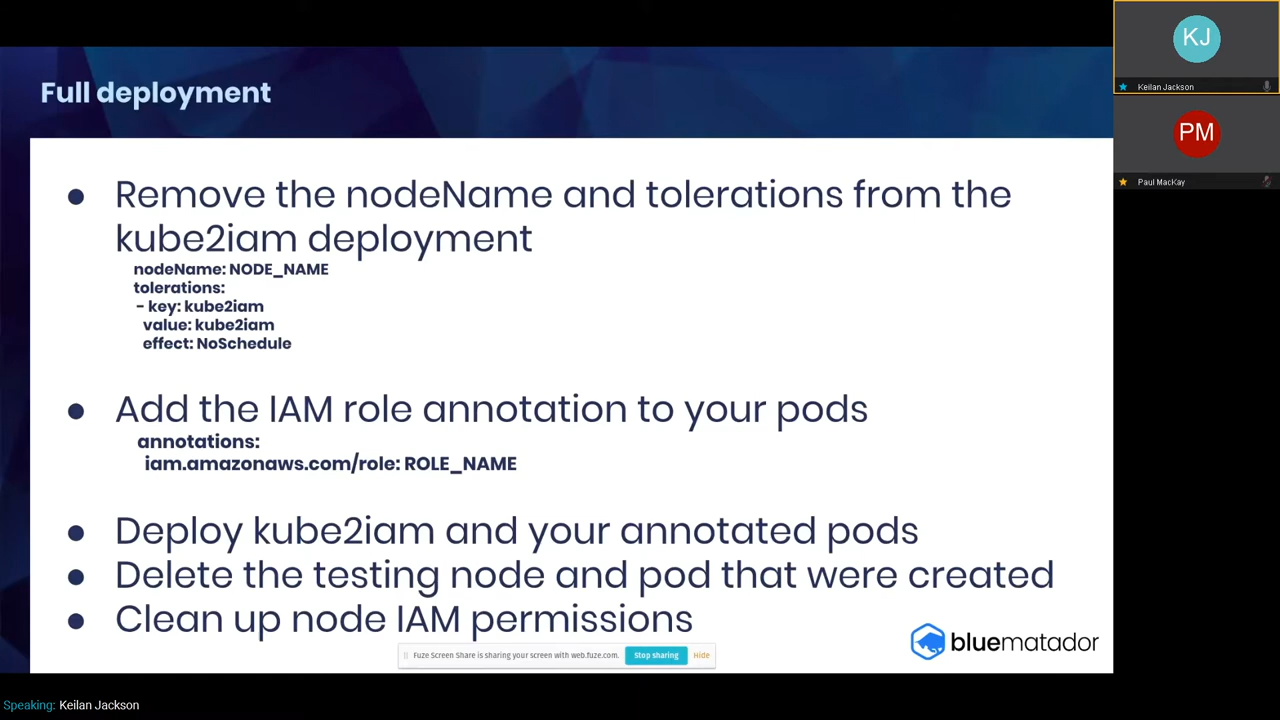 Full deployment
● Remove the nodeName and tolerations from the
kube2iam deployment
nodeName: NODE_NAME
tolerations:
- key: kube2iam
value: kube2iam
effect: NoSchedule
● Add the IAM role annotation to your pods
annotations:
iam.amazonaws.com/role: ROLE_NAME
● Deploy kube2iam and your annotated pods
● Delete the testing node and pod that were created
● Clean up node IAM permissions
bluematador
Fuze Screen Share is sharing your screen with web.fuze.com. Stop sharing Hide
KJ
Keilan Jackson
PM
Paul MacKay
Speaking: Keilan Jackson